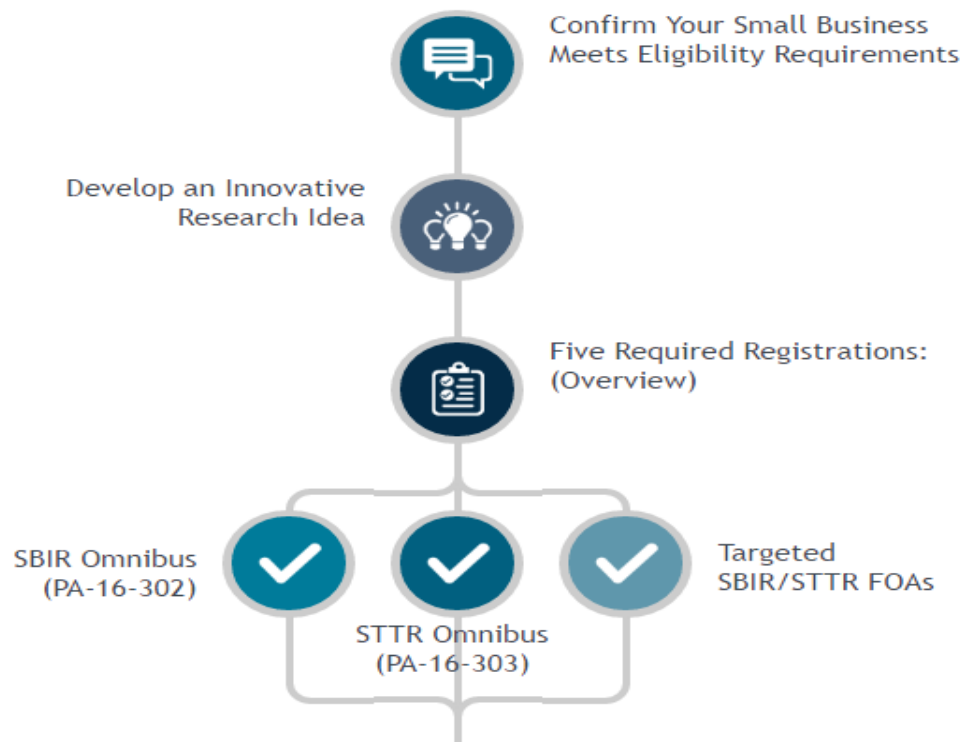 Confirm Your Small Business
Meets Eligibility Requirements
Develop an Innovative
Research Idea
Five Required Registrations:
(Overview)
SBIR Omnibus
(PA-16-302)
STTR Omnibus
(PA-16-303)
Targeted
SBIR/STTR FOAs